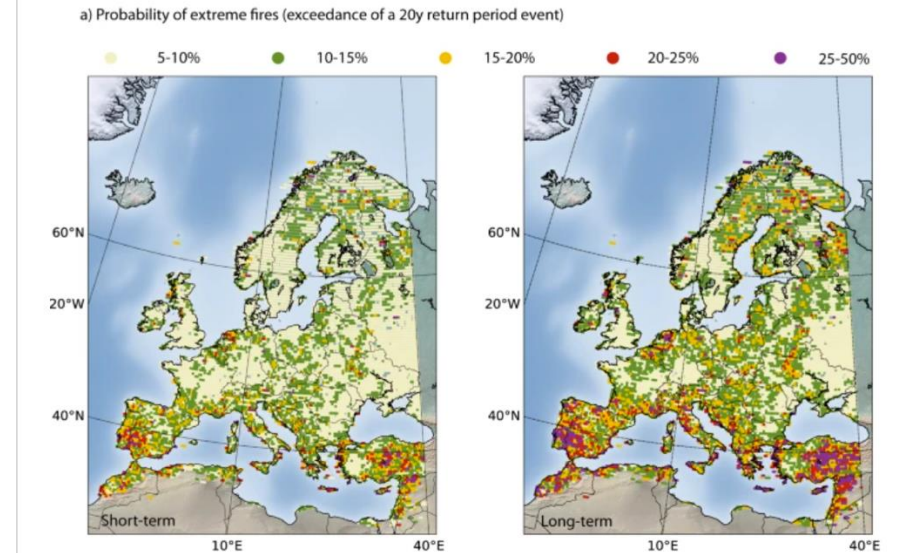 a) Probability of extreme fires (exceedance of a 20y return period event)
5-10% 10-15% 15-20% 20-25% 25-50%
60°N 60°N
20°W 20°W
40°N 40°N
Short-term Long-term
10°E 40°E 10°E 40°E